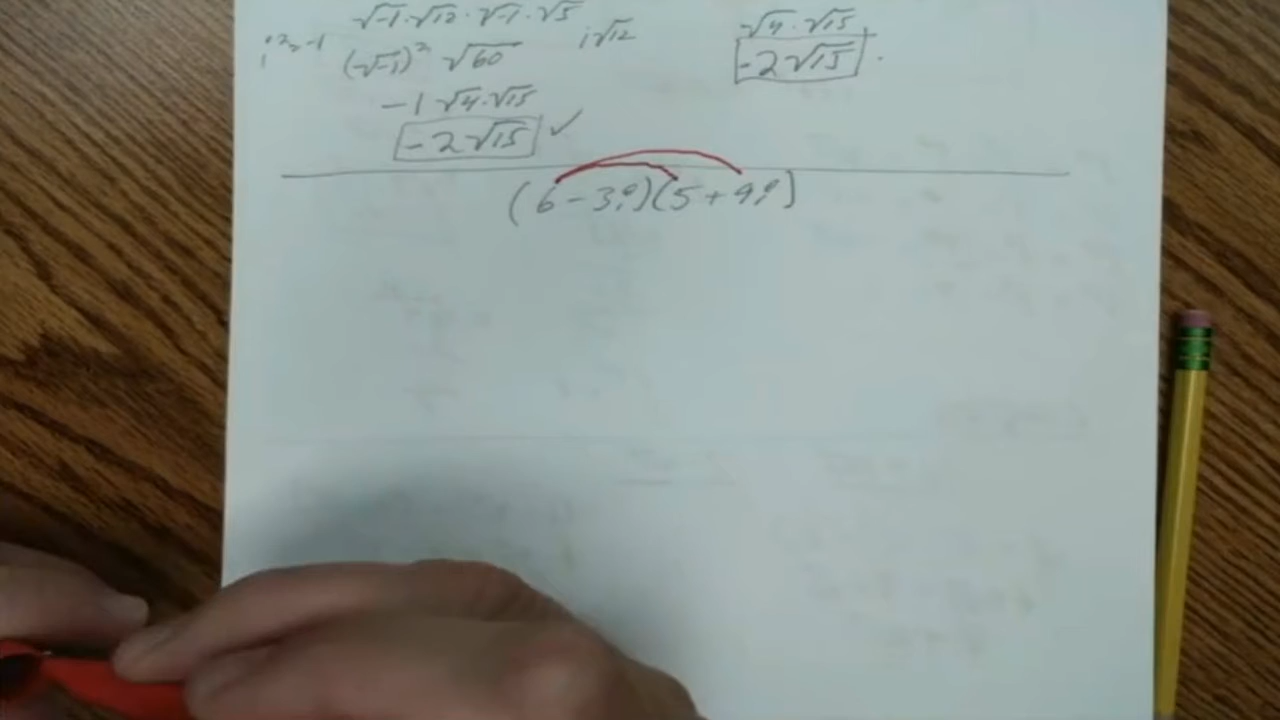 √-1 · √12 · √-1 · √5
i² = -1
(√-1)² √60
i√12
-1 √4 · √15
-2√15 ✓
√4 · √15
-2√15
(6 - 3i)(5 + 9i)